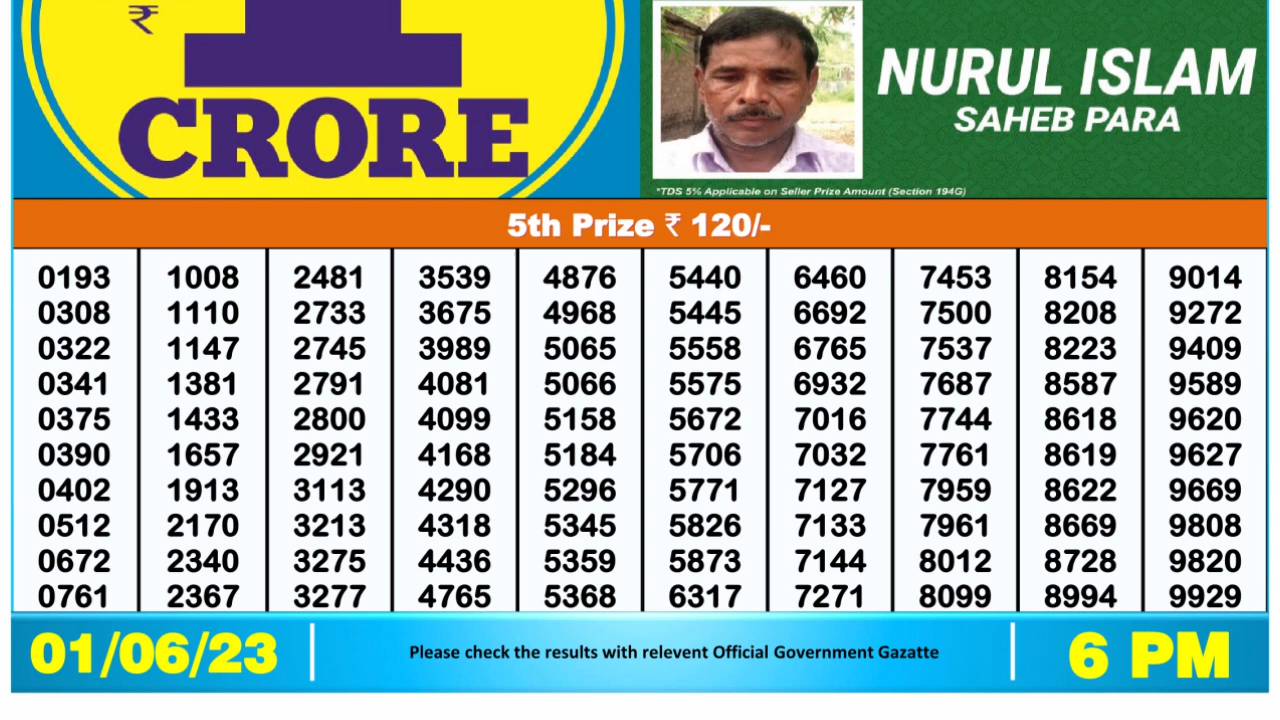 ₹ 1
CRORE
NURUL ISLAM
SAHEB PARA
*TDS 5% Applicable on Seller Prize Amount (Section 194G)
5th Prize ₹ 120/-
0193 1008 2481 3539 4876 5440 6460 7453 8154 9014
0308 1110 2733 3675 4968 5445 6692 7500 8208 9272
0322 1147 2745 3989 5065 5558 6765 7537 8223 9409
0341 1381 2791 4081 5066 5575 6932 7687 8587 9589
0375 1433 2800 4099 5158 5672 7016 7744 8618 9620
0390 1657 2921 4168 5184 5706 7032 7761 8619 9627
0402 1913 3113 4290 5296 5771 7127 7959 8622 9669
0512 2170 3213 4318 5345 5826 7133 7961 8669 9808
0672 2340 3275 4436 5359 5873 7144 8012 8728 9820
0761 2367 3277 4765 5368 6317 7271 8099 8994 9929
01/06/23 Please check the results with relevent Official Government Gazatte 6 PM